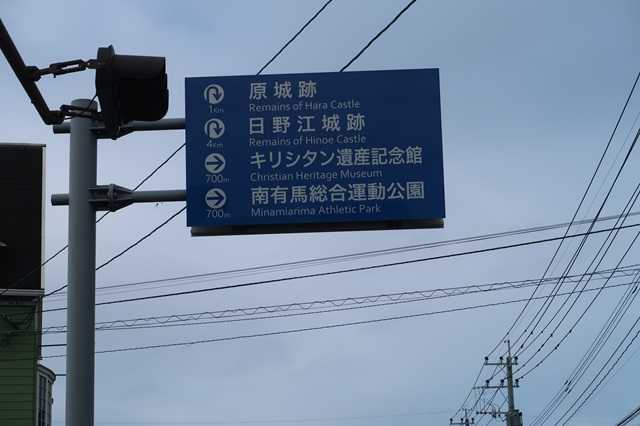 原城跡
Remains of Hara Castle
1Km
日野江城跡
Remains of Hinoe Castle
4Km
キリシタン遺産記念館
Christian Heritage Museum
700m
南有馬総合運動公園
Minamiarima Athletic Park
700m